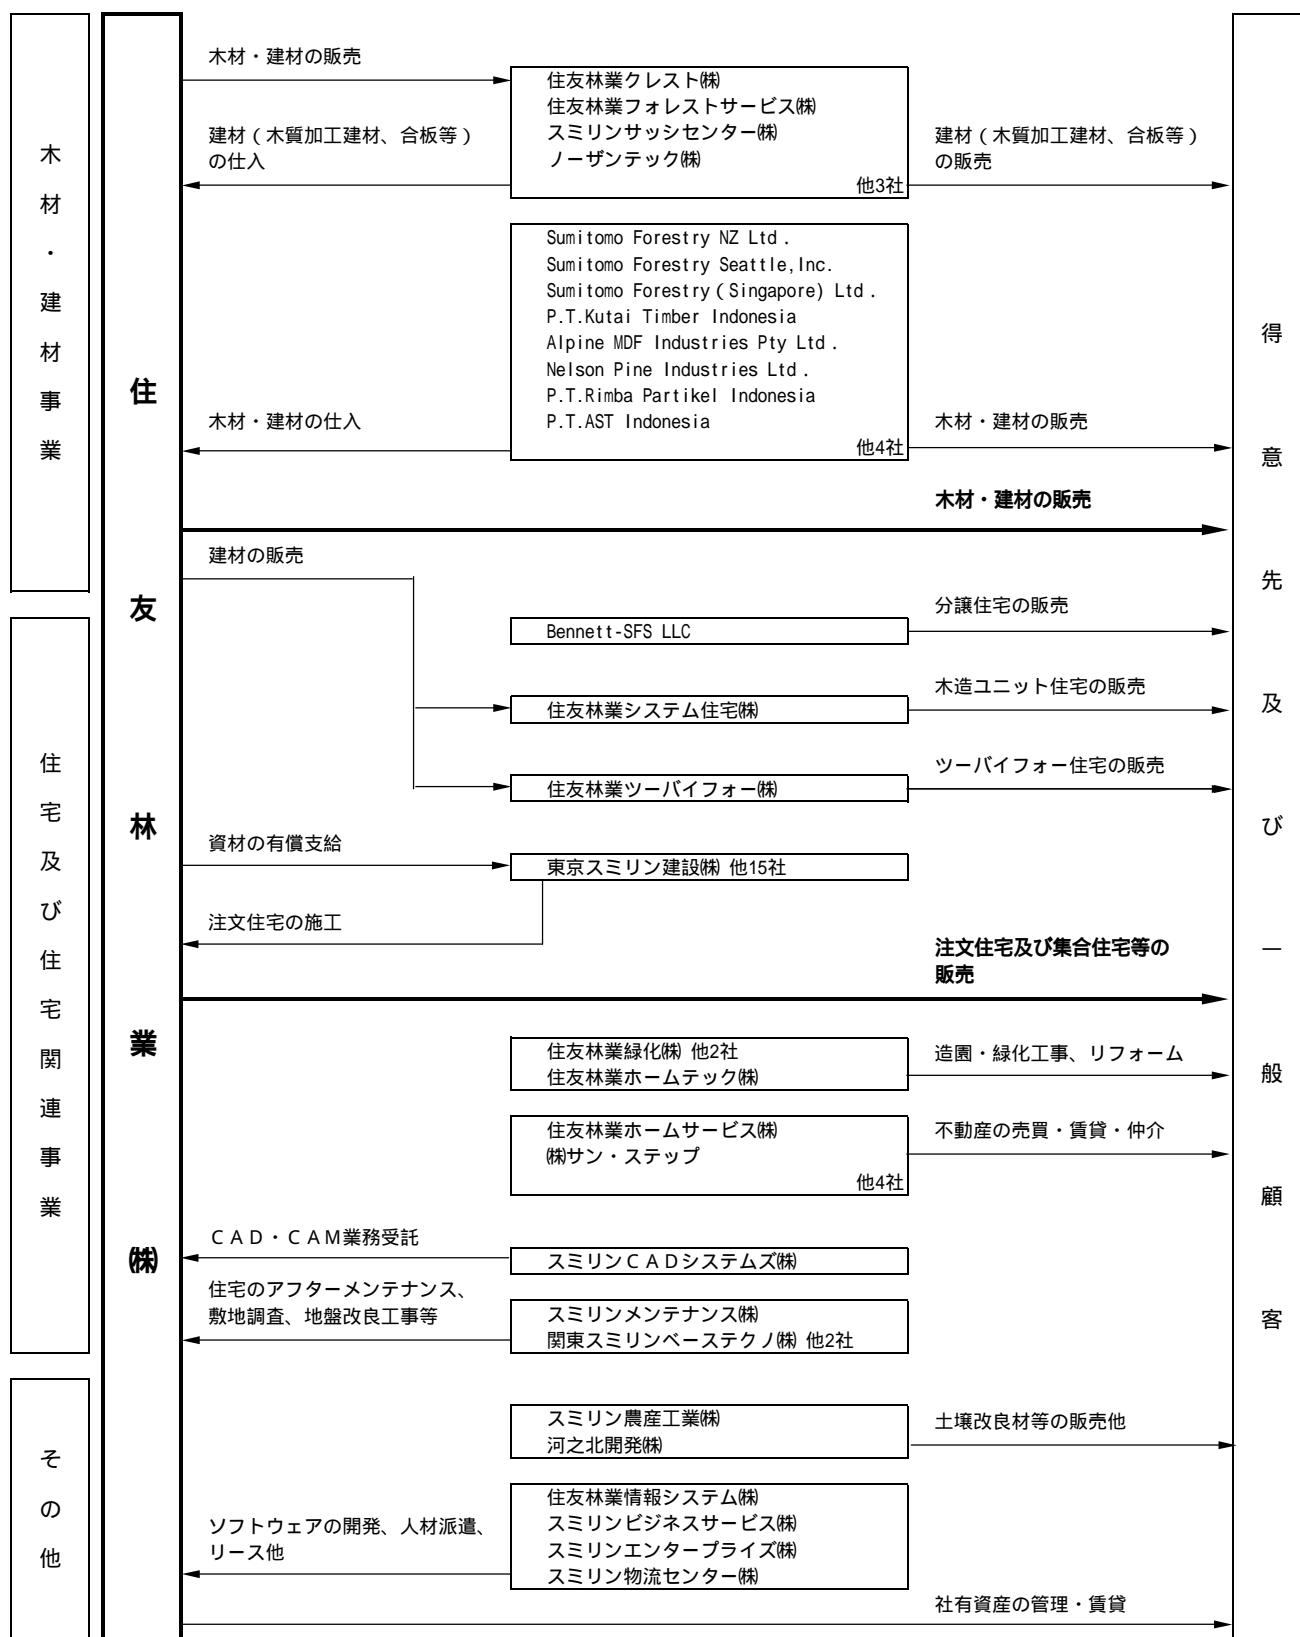 木材・建材事業
住宅及び住宅関連事業
その他
住友林業㈱
木材・建材の販売
住友林業クレスト㈱
住友林業フォレストサービス㈱
スミリンサッシセンター㈱
ノーザンテック㈱
他3社
建材（木質加工建材、合板等）
の仕入
建材（木質加工建材、合板等）
の販売
Sumitomo Forestry NZ Ltd.
Sumitomo Forestry Seattle,Inc.
Sumitomo Forestry(Singapore) Ltd.
P.T.Kutai Timber Indonesia
Alpine MDF Industries Pty Ltd.
Nelson Pine Industries Ltd.
P.T.Rimba Partikel Indonesia
P.T.AST Indonesia
他4社
木材・建材の仕入
木材・建材の販売
木材・建材の販売
建材の販売
Bennett-SFS LLC
分譲住宅の販売
住友林業システム住宅㈱
木造ユニット住宅の販売
住友林業ツーバイフォー㈱
ツーバイフォー住宅の販売
資材の有償支給
東京スミリン建設㈱ 他15社
注文住宅の施工
注文住宅及び集合住宅等の
販売
住友林業緑化㈱ 他2社
住友林業ホームテック㈱
造園・緑化工事、リフォーム
住友林業ホームサービス㈱
㈱サン・ステップ
他4社
不動産の売買・賃貸・仲介
ＣＡＤ・ＣＡＭ業務受託
スミリンＣＡＤシステムズ㈱
住宅のアフターメンテナンス、
敷地調査、地盤改良工事等
スミリンメンテナンス㈱
関東スミリンベーステクノ㈱ 他2社
スミリン農産工業㈱
河之北開発㈱
土壌改良材等の販売他
住友林業情報システム㈱
スミリンビジネスサービス㈱
スミリンエンタープライズ㈱
スミリン物流センター㈱
ソフトウェアの開発、人材派遣、
リース他
社有資産の管理・賃貸
得意先及び一般顧客